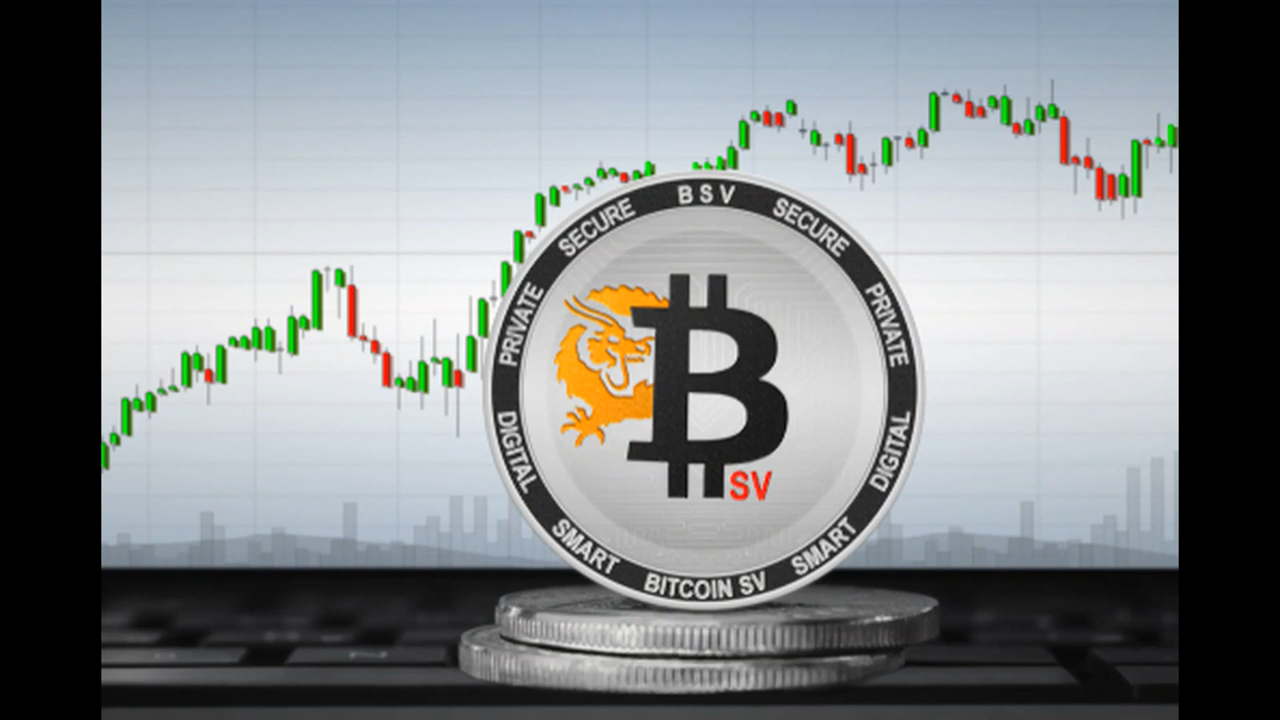 BSV
SECURE
PRIVATE
DIGITAL
SMART
BITCOIN SV
SMART
DIGITAL
PRIVATE
SECURE
B
SV